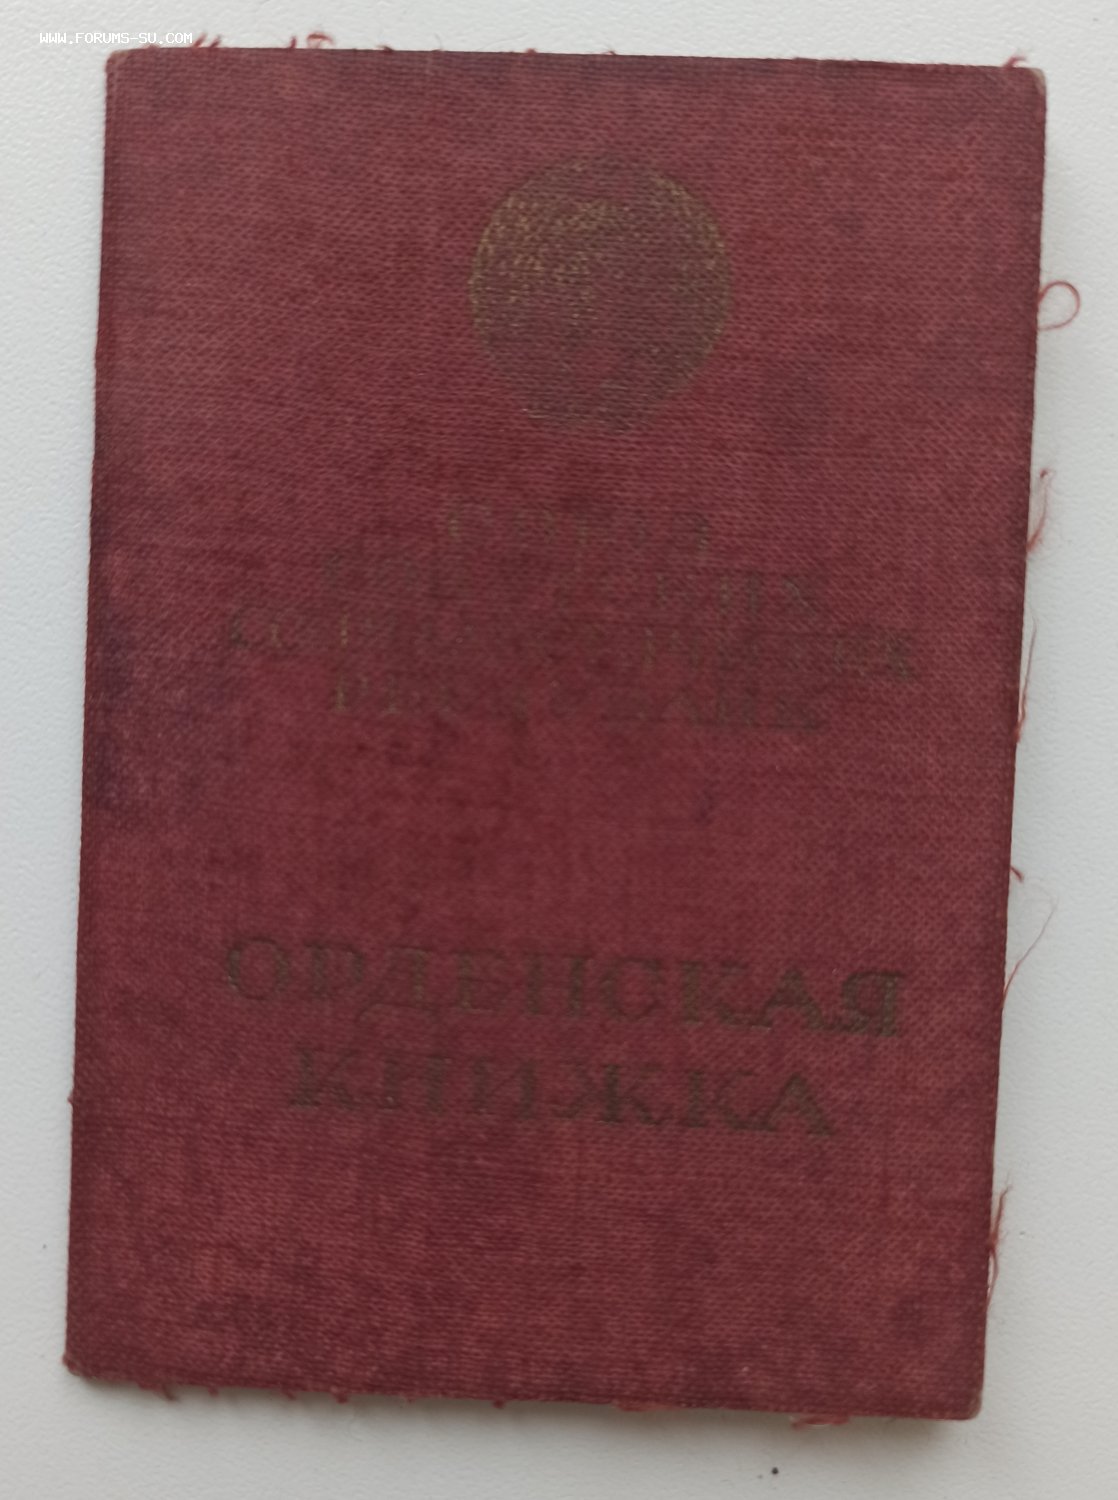 WWW.FORUMS-SU.COM
СОЮЗ
СОВЕТСКИХ
СОЦИАЛИСТИЧЕСКИХ
РЕСПУБЛИК
ОРДЕНСКАЯ
КНИЖКА